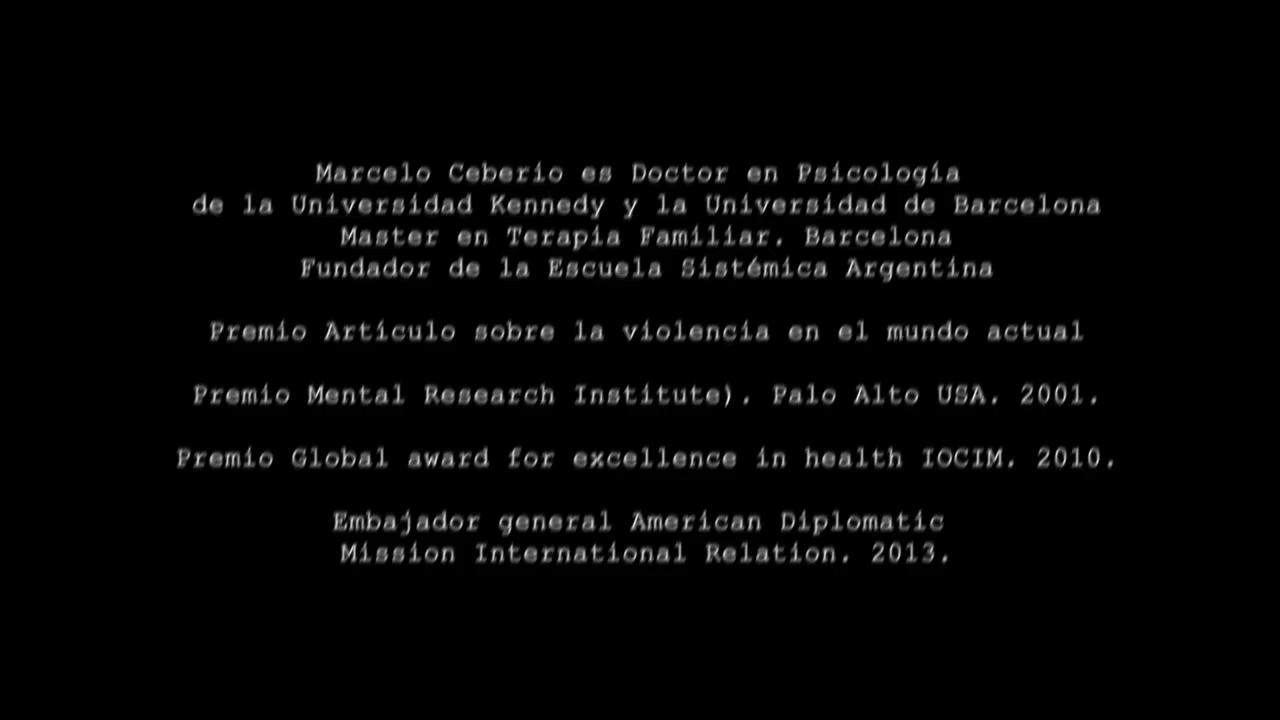 Marcelo Ceberio es Doctor en Psicología
de la Universidad Kennedy y la Universidad de Barcelona
Master en Terapia Familiar. Barcelona
Fundador de la Escuela Sistémica Argentina
Premio Artículo sobre la violencia en el mundo actual
Premio Mental Research Institute). Palo Alto USA. 2001.
Premio Global award for excellence in health IOCIM. 2010.
Embajador general American Diplomatic
Mission International Relation. 2013.